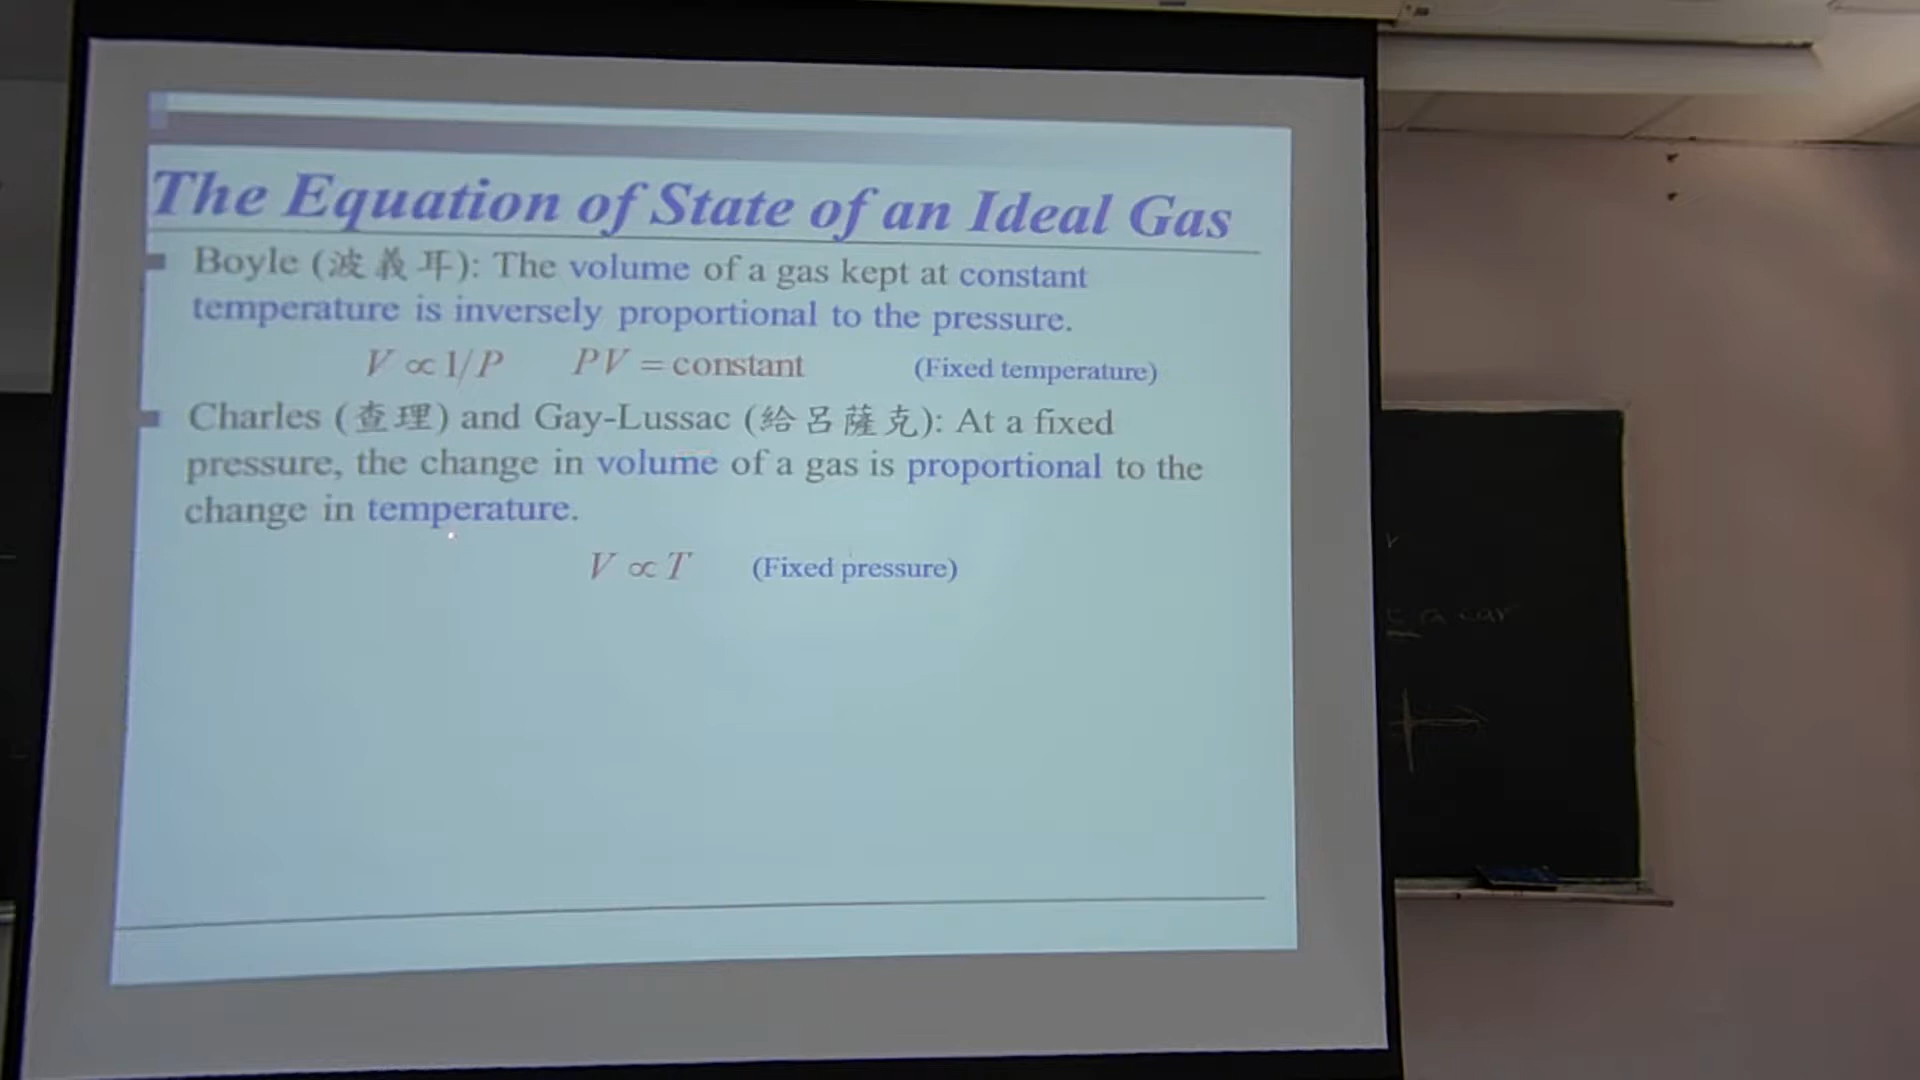 The Equation of State of an Ideal Gas
Boyle (波義耳): The volume of a gas kept at constant
temperature is inversely proportional to the pressure.
V ∝ 1/P PV = constant (Fixed temperature)
Charles (查理) and Gay-Lussac (給呂薩克): At a fixed
pressure, the change in volume of a gas is proportional to the
change in temperature.
V ∝ T (Fixed pressure)
a car